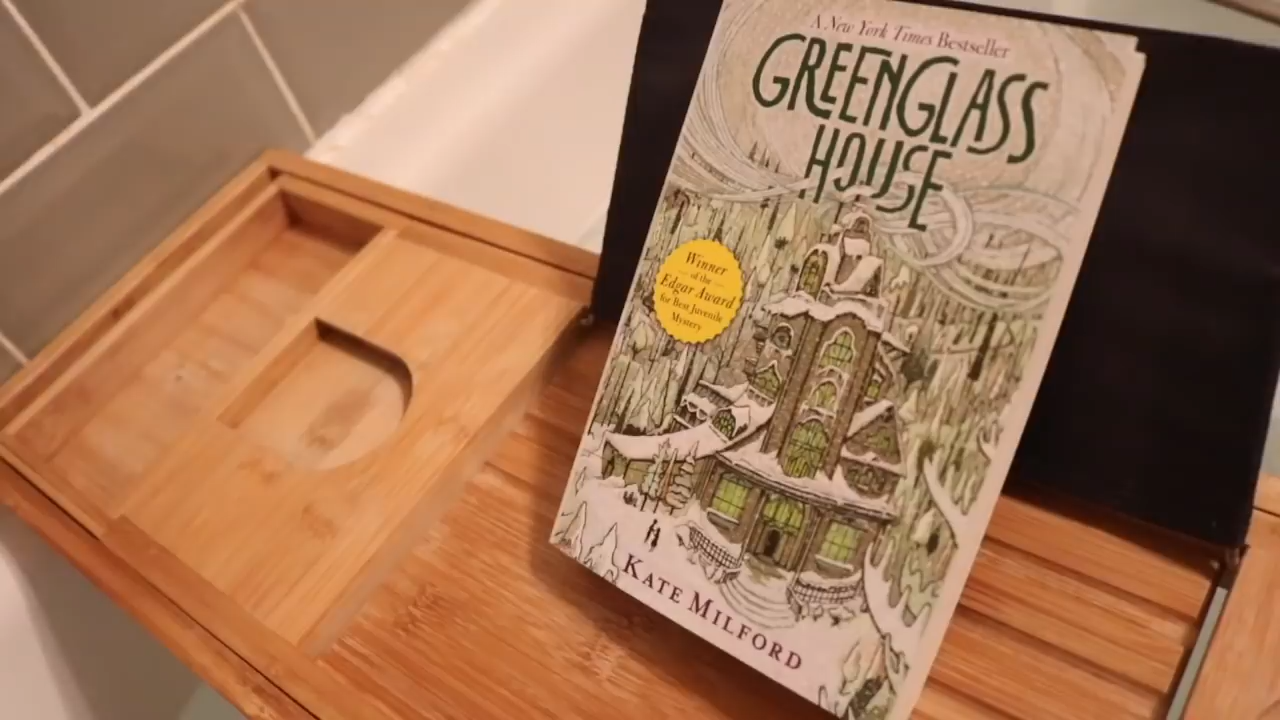 A New York Times Bestseller
GREENGLASS
HOUSE
Winner
of the
Edgar Award
for Best Juvenile
Mystery
KATE MILFORD